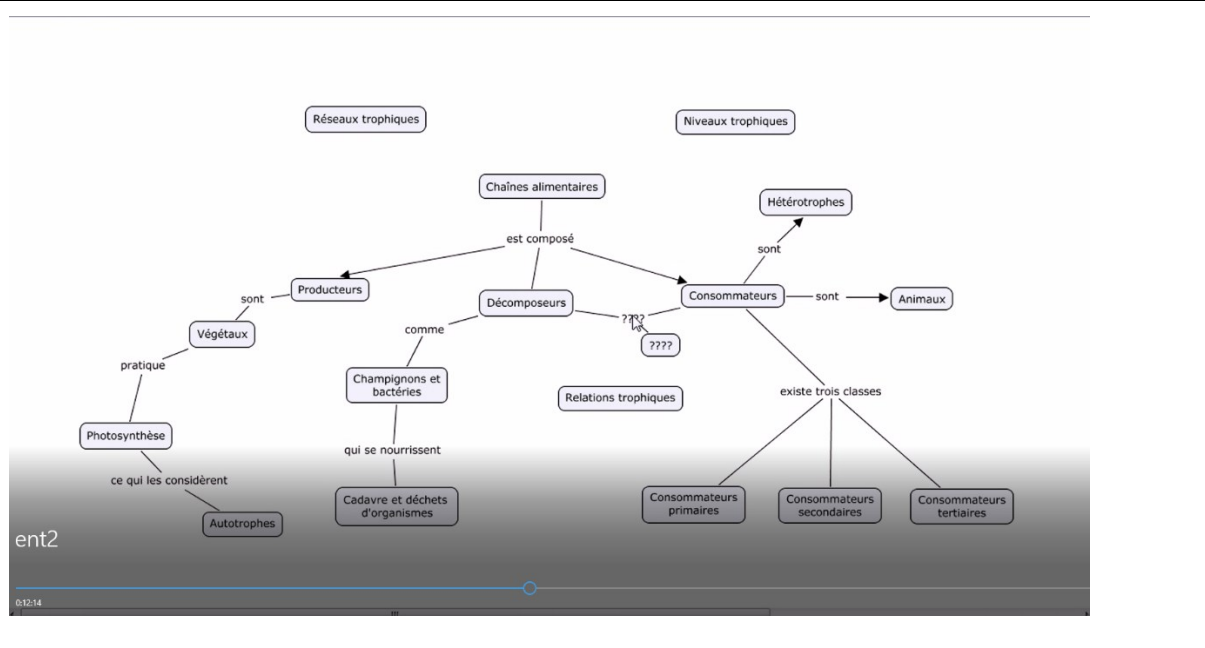 Réseaux trophiques
Niveaux trophiques
Chaînes alimentaires
Hétérotrophes
est composé
sont
Producteurs
sont
Décomposeurs
Consommateurs
sont
Animaux
Végétaux
comme
????
????
pratique
Champignons et
bactéries
Relations trophiques
existe trois classes
Photosynthèse
qui se nourrissent
ce qui les considèrent
Cadavre et déchets
d'organismes
Consommateurs
primaires
Consommateurs
secondaires
Consommateurs
tertiaires
Autotrophes
ent2
0:12:14